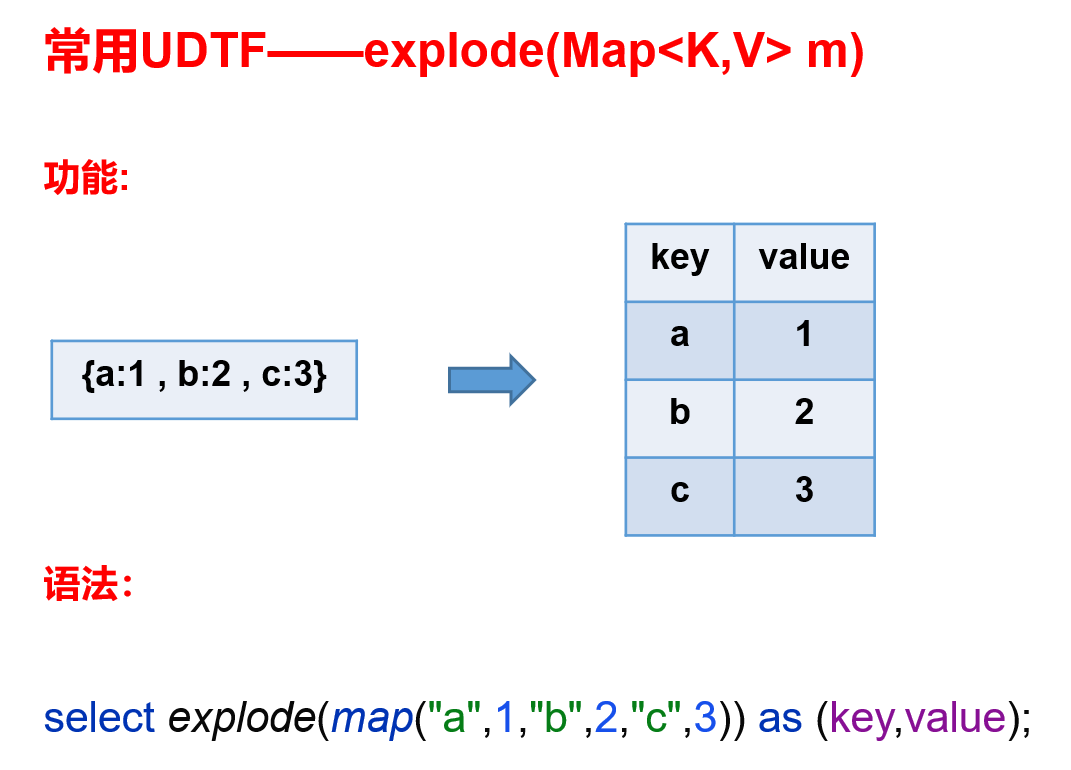 常用UDTF——explode(Map<K,V> m)
功能:
key value
{a:1 , b:2 , c:3}
a 1
b 2
c 3
语法：
select explode(map("a",1,"b",2,"c",3)) as (key,value);